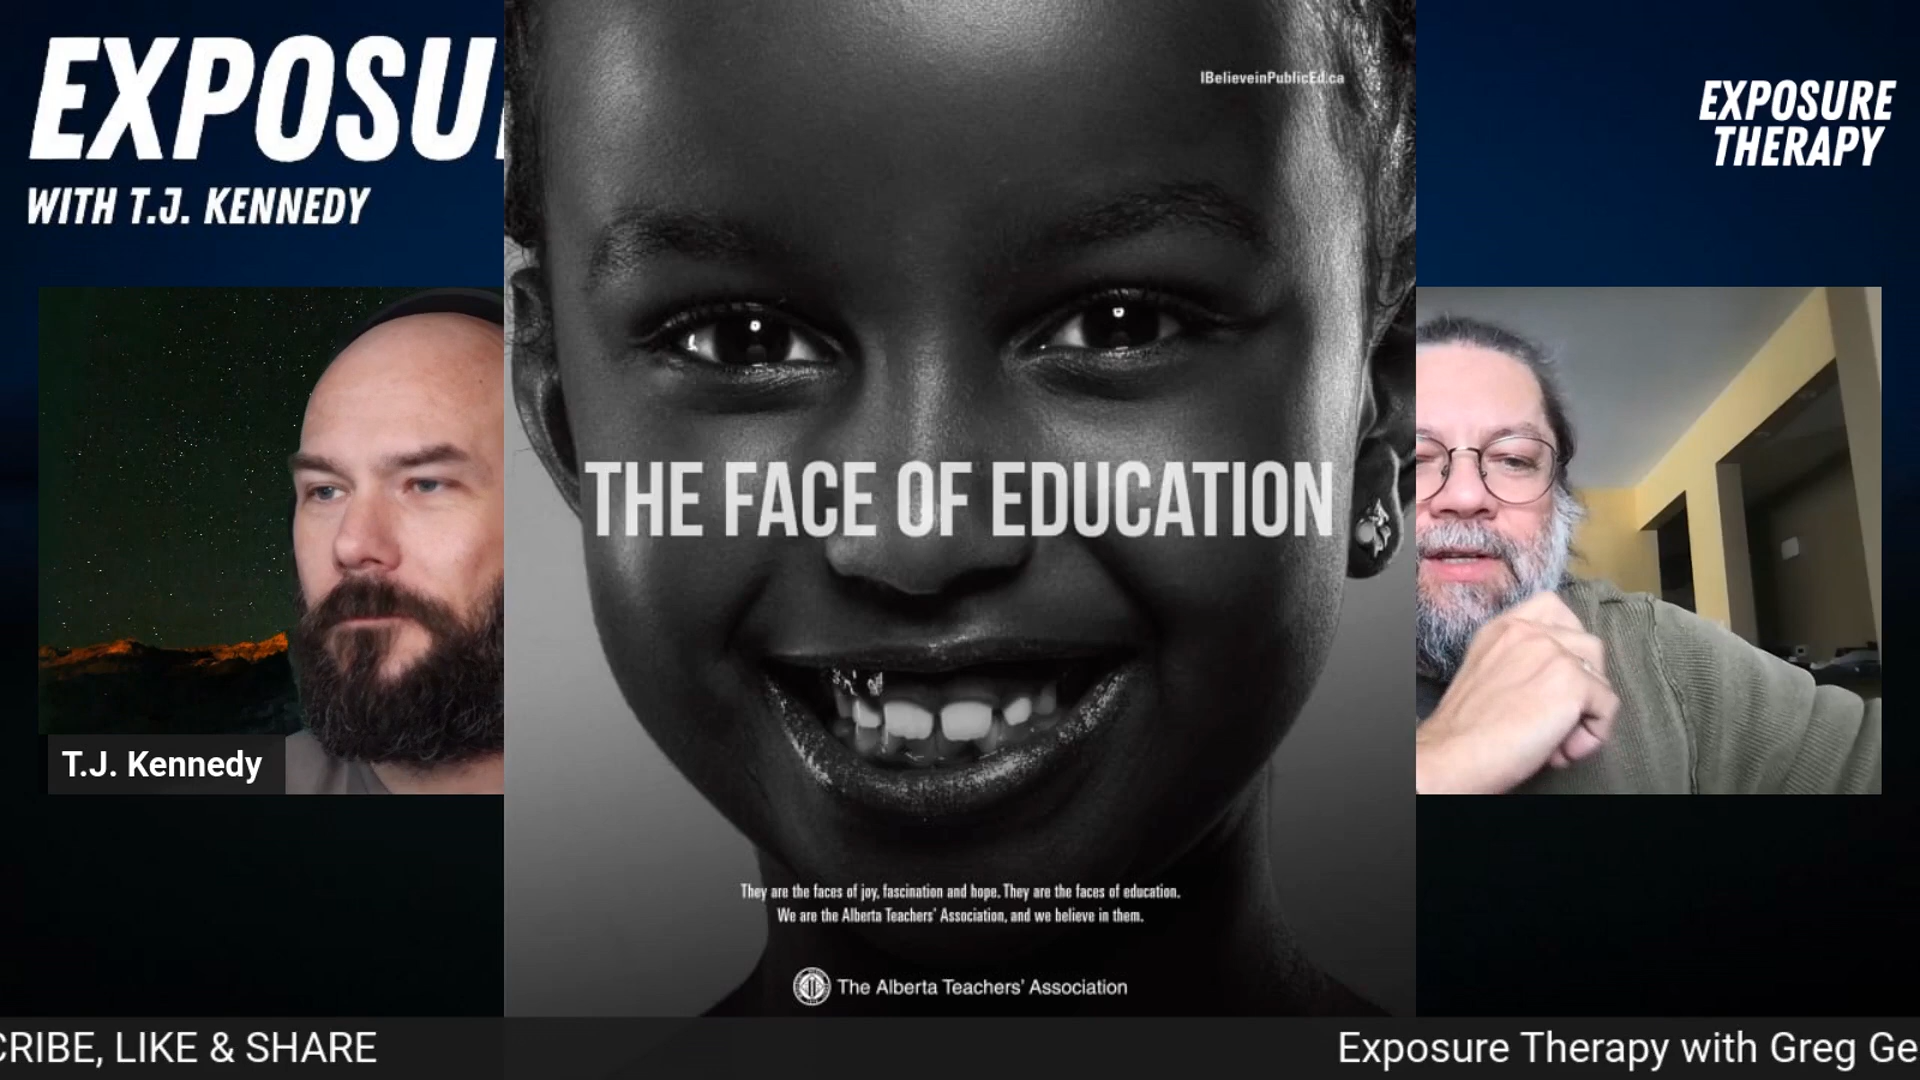 EXPOSU
WITH T.J. KENNEDY
IBelieveinPublicEd.ca
EXPOSURE
THERAPY
THE FACE OF EDUCATION
T.J. Kennedy
They are the faces of joy, fascination and hope. They are the faces of education.
We are the Alberta Teachers' Association, and we believe in them.
The Alberta Teachers' Association
CRIBE, LIKE & SHARE
Exposure Therapy with Greg Ge